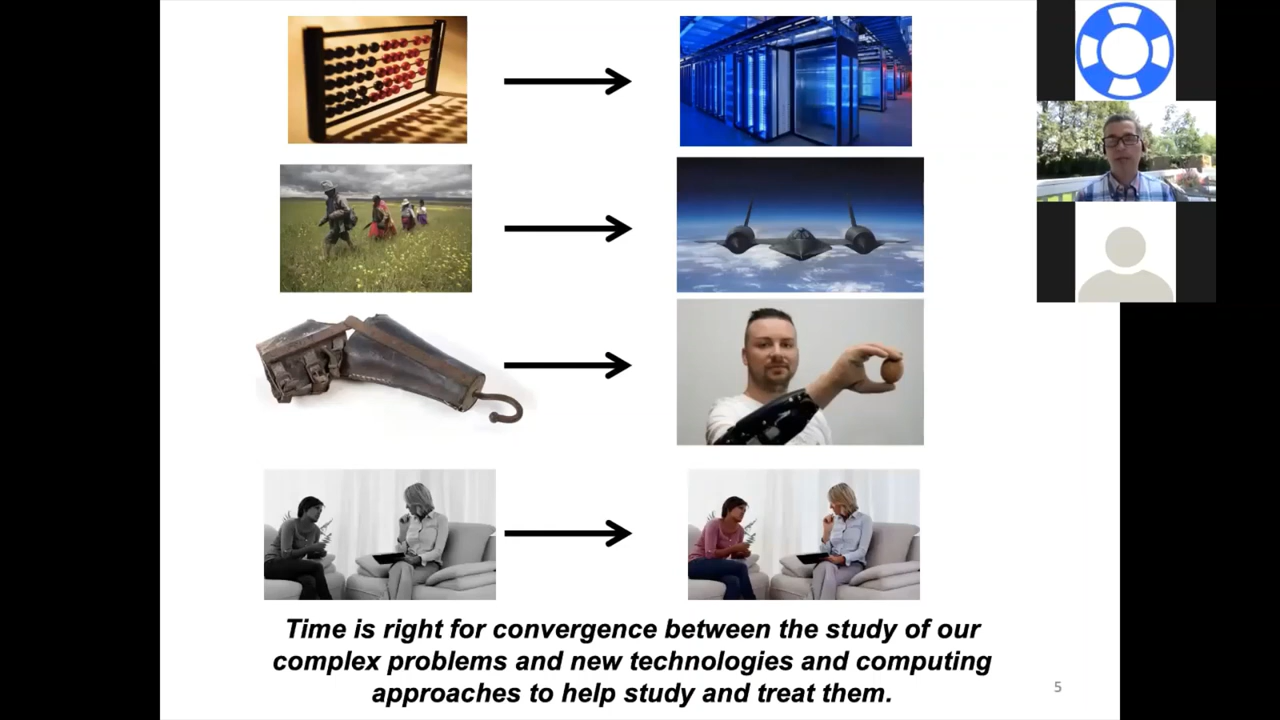 Time is right for convergence between the study of our
complex problems and new technologies and computing
approaches to help study and treat them.
5